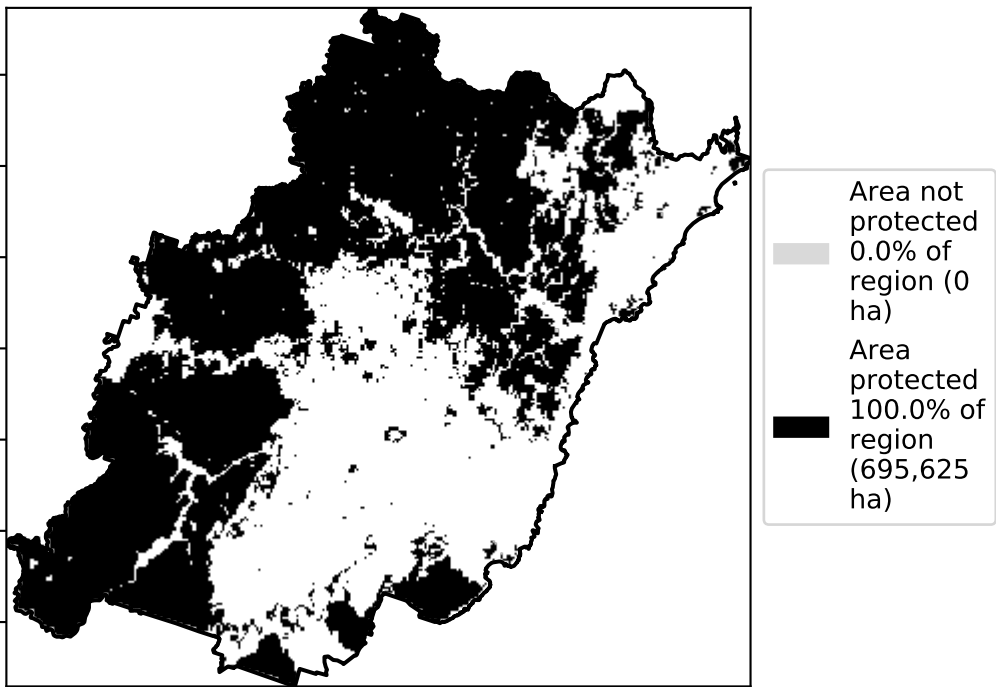 Area not
protected
0.0% of
region (0
ha)
Area
protected
100.0% of
region
(695,625
ha)